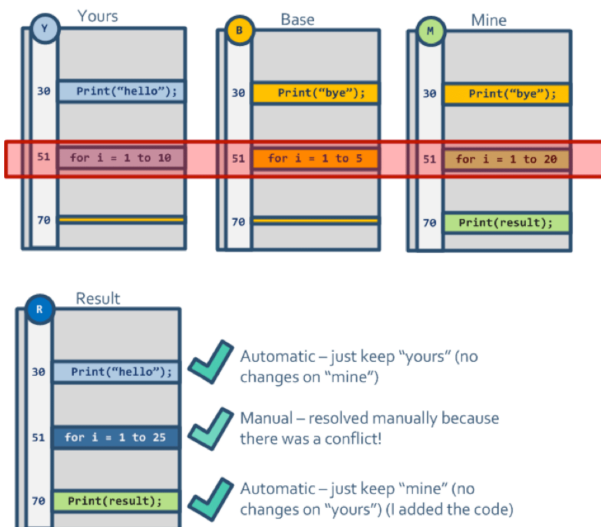 Yours
Base
Mine
Y
B
M
30 Print("hello");
30 Print("bye");
30 Print("bye");
51 for i = 1 to 10
51 for i = 1 to 5
51 for i = 1 to 20
70
70
70 Print(result);
Result
R
30 Print("hello");
Automatic – just keep "yours" (no
changes on "mine")
51 for i = 1 to 25
Manual – resolved manually because
there was a conflict!
70 Print(result);
Automatic – just keep "mine" (no
changes on "yours") (I added the code)